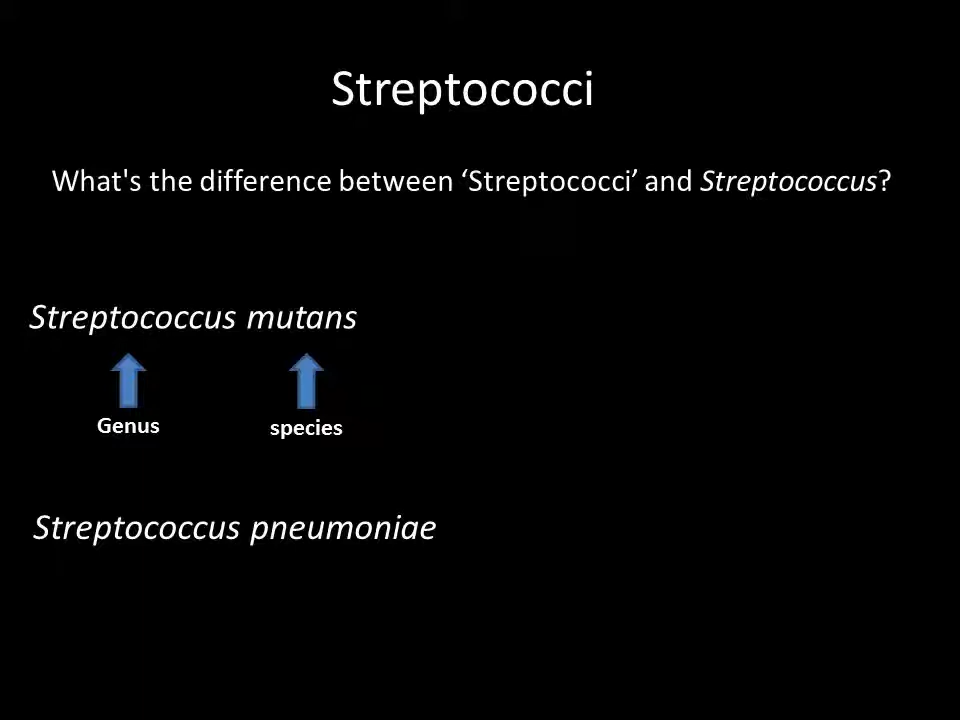 Streptococci
What's the difference between ‘Streptococci’ and Streptococcus?
Streptococcus mutans
Genus species
Streptococcus pneumoniae